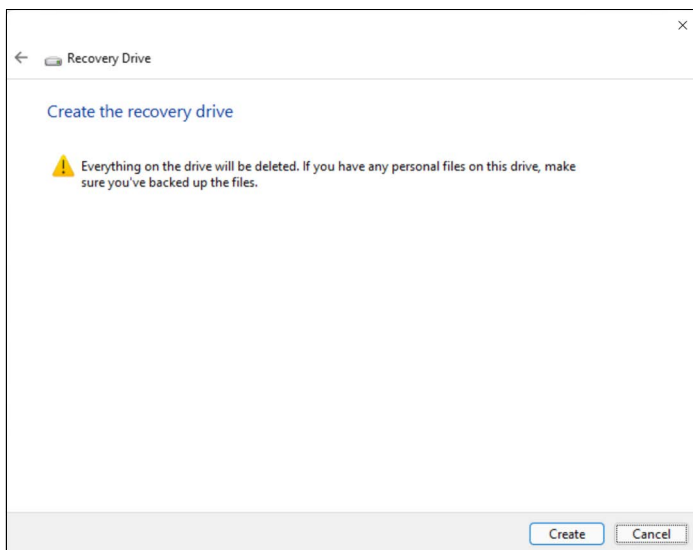 Recovery Drive
Create the recovery drive
Everything on the drive will be deleted. If you have any personal files on this drive, make
sure you've backed up the files.
Create
Cancel